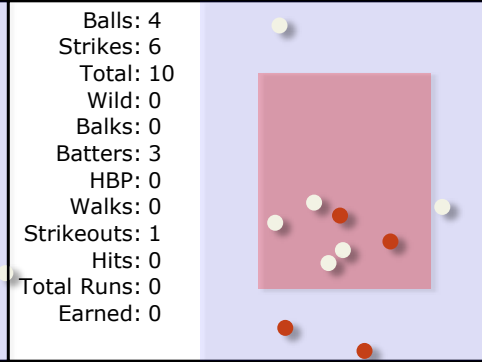 Balls: 4
Strikes: 6
Total: 10
Wild: 0
Balks: 0
Batters: 3
HBP: 0
Walks: 0
Strikeouts: 1
Hits: 0
Total Runs: 0
Earned: 0